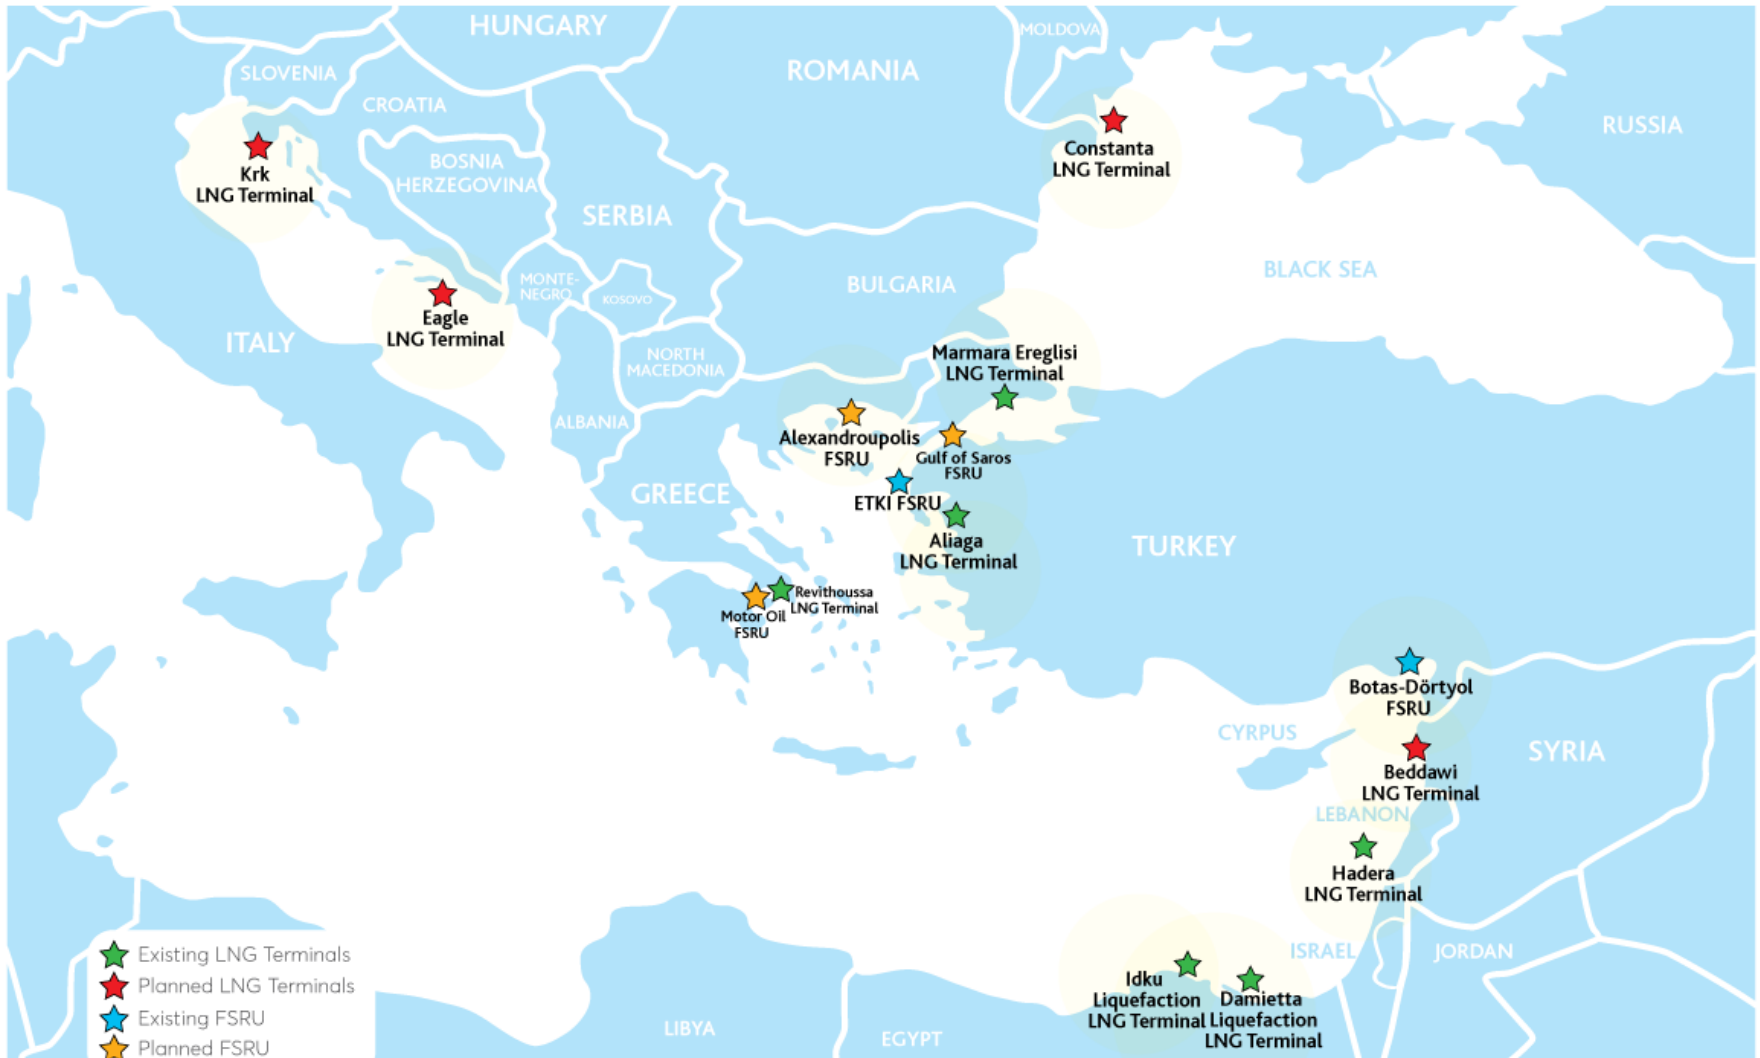 HUNGARY
MOLDOVA
SLOVENIA
ROMANIA
CROATIA
RUSSIA
Constanta
LNG Terminal
Krk
LNG Terminal
BOSNIA
HERZEGOVINA
SERBIA
BLACK SEA
MONTE-
NEGRO
KOSOVO
BULGARIA
Eagle
LNG Terminal
ITALY
NORTH
MACEDONIA
Marmara Ereglisi
LNG Terminal
ALBANIA
Alexandroupolis
FSRU
Gulf of Saros
FSRU
GREECE
ETKI FSRU
Aliaga
LNG Terminal
TURKEY
Revithoussa
LNG Terminal
Motor Oil
FSRU
Botas-Dörtyol
FSRU
CYRPUS
SYRIA
Beddawi
LNG Terminal
LEBANON
Hadera
LNG Terminal
ISRAEL
JORDAN
Idku
Liquefaction
LNG Terminal
Damietta
Liquefaction
LNG Terminal
LIBYA
EGYPT
Existing LNG Terminals
Planned LNG Terminals
Existing FSRU
Planned FSRU